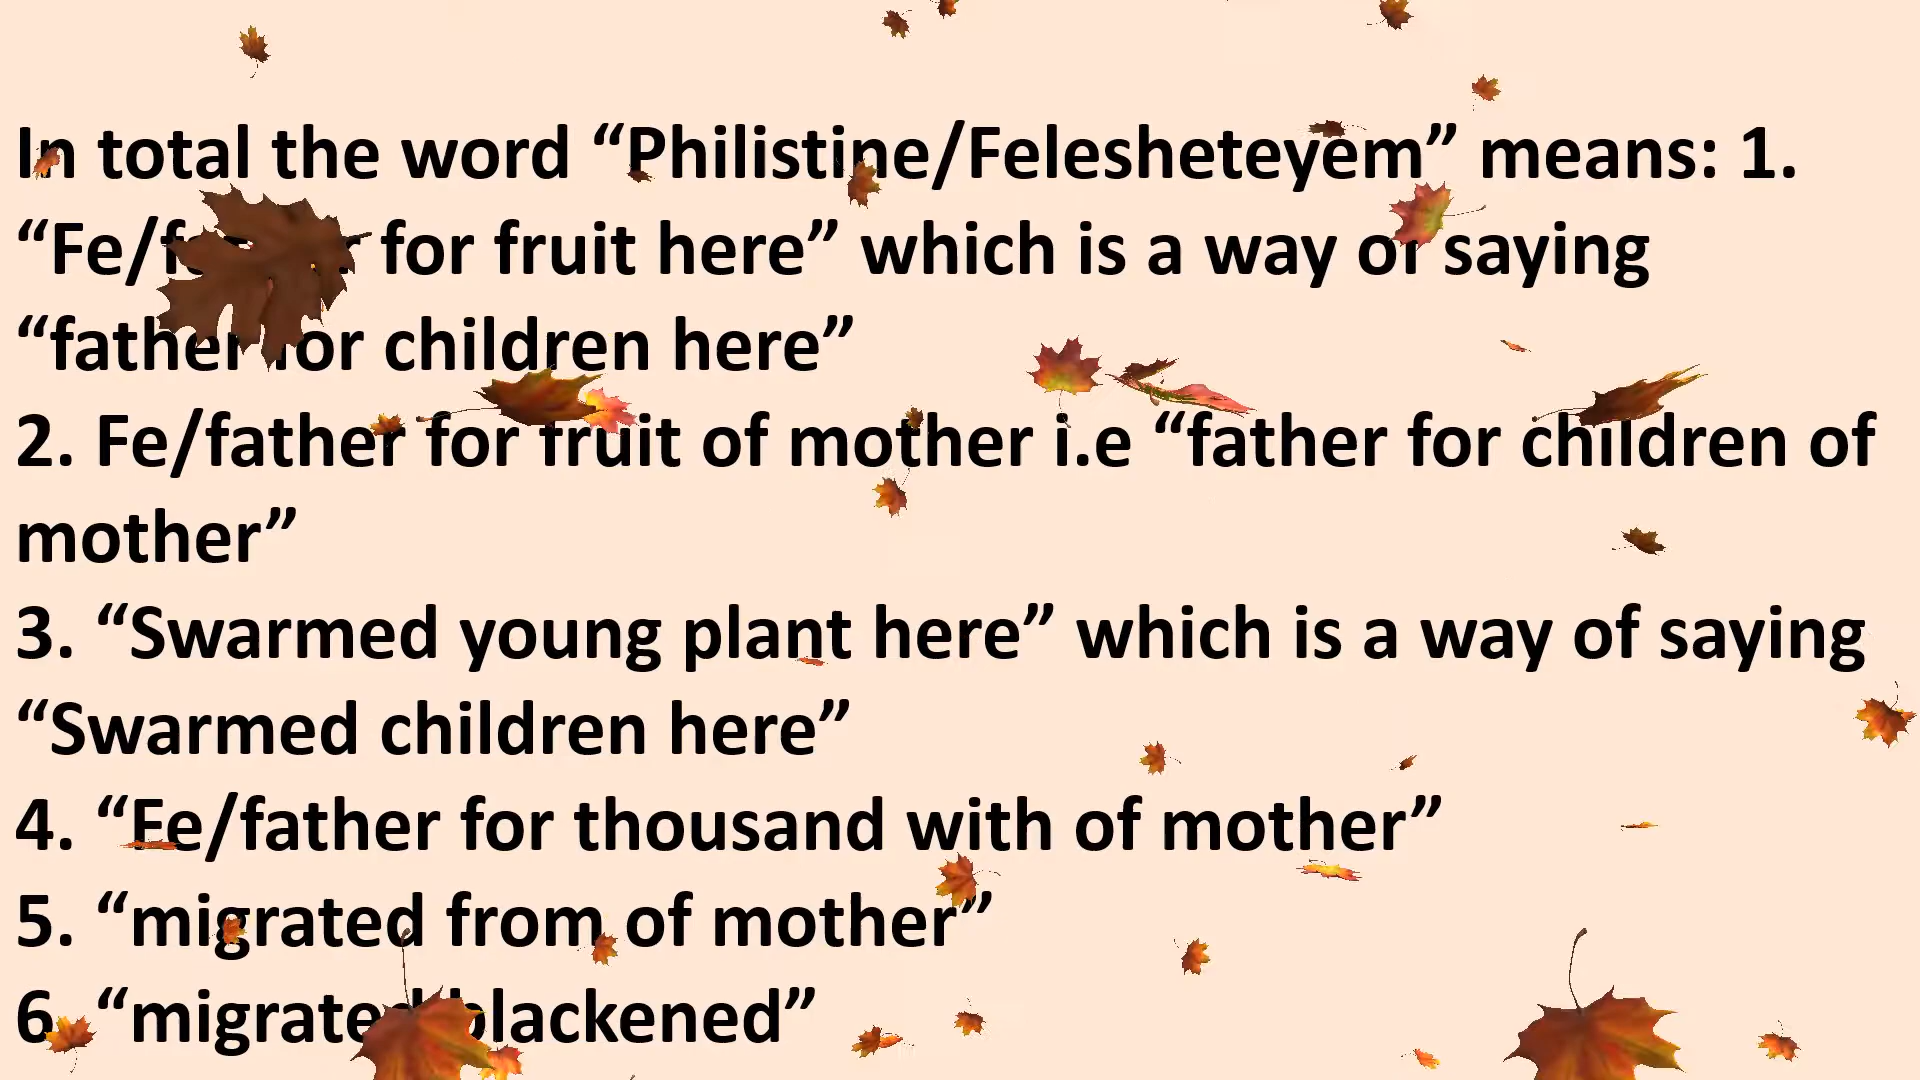 In total the word “Philistine/Felesheteyem” means: 1.
“Fe/father for fruit here” which is a way of saying
“father for children here”
2. Fe/father for fruit of mother i.e “father for children of
mother”
3. “Swarmed young plant here” which is a way of saying
“Swarmed children here”
4. “Fe/father for thousand with of mother”
5. “migrated from of mother”
6. “migrated blackened”